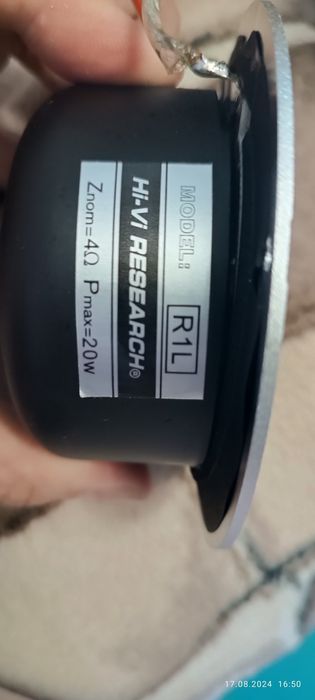 MODEL: R1L
Hi-Vi RESEARCH®
Znom=4Ω Pmax=20W
17.08.2024 16:50